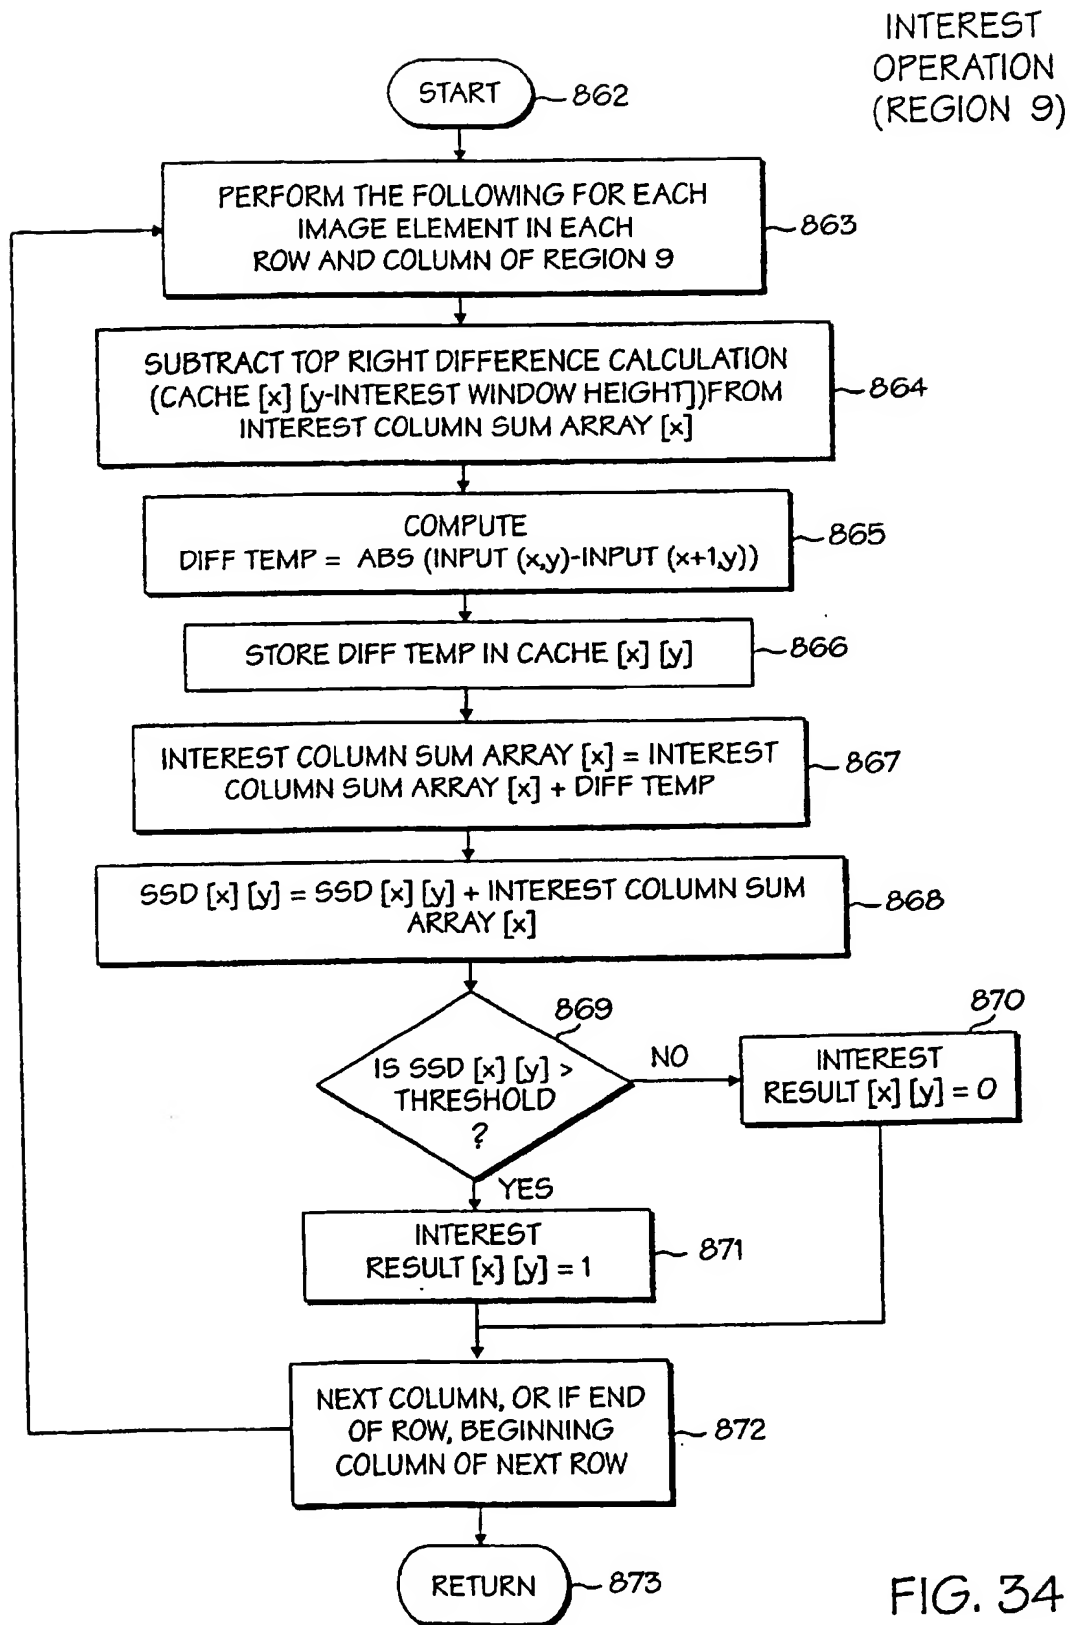 INTEREST
OPERATION
(REGION 9)
START
862
PERFORM THE FOLLOWING FOR EACH
IMAGE ELEMENT IN EACH
ROW AND COLUMN OF REGION 9
863
SUBTRACT TOP RIGHT DIFFERENCE CALCULATION
(CACHE [x] [y-INTEREST WINDOW HEIGHT])FROM
INTEREST COLUMN SUM ARRAY [x]
864
COMPUTE
DIFF TEMP = ABS (INPUT (x,y)-INPUT (x+1,y))
865
STORE DIFF TEMP IN CACHE [x] [y]
866
INTEREST COLUMN SUM ARRAY [x] = INTEREST
COLUMN SUM ARRAY [x] + DIFF TEMP
867
SSD [x] [y] = SSD [x] [y] + INTEREST COLUMN SUM
ARRAY [x]
868
869
IS SSD [x] [y] >
THRESHOLD
?
NO
870
INTEREST
RESULT [x] [y] = 0
YES
INTEREST
RESULT [x] [y] = 1
871
NEXT COLUMN, OR IF END
OF ROW, BEGINNING
COLUMN OF NEXT ROW
872
RETURN
873
FIG. 34